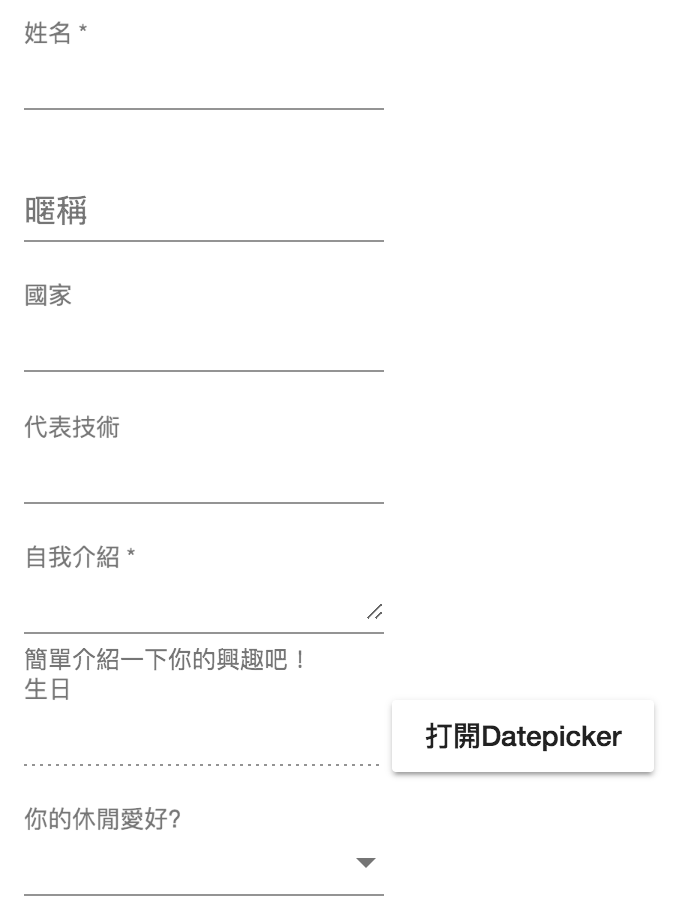 姓名 *
暱稱
國家
代表技術
自我介紹 *
簡單介紹一下你的興趣吧！
生日
打開Datepicker
你的休閒愛好?